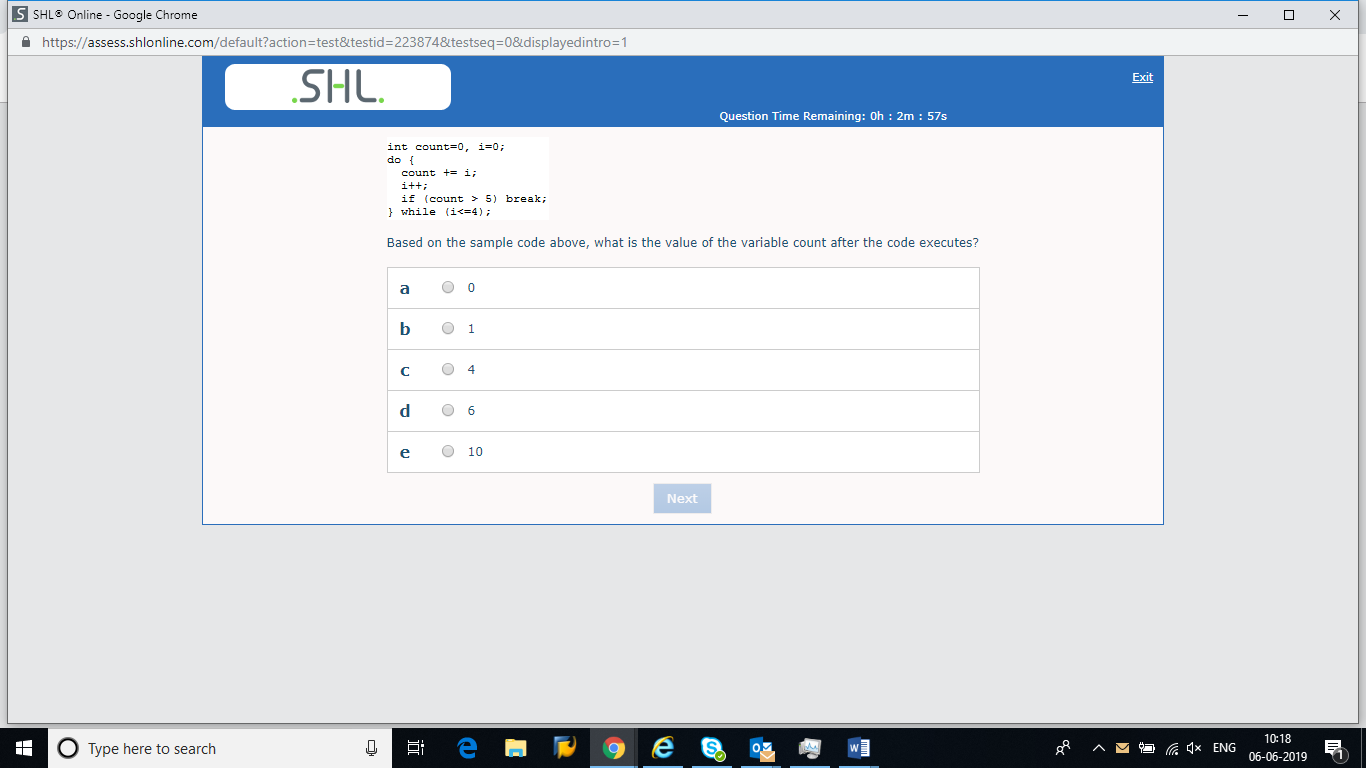 SHL® Online - Google Chrome
https://assess.shlonline.com/default?action=test&testid=223874&testseq=0&displayedintro=1
.SHL.
Exit
Question Time Remaining: 0h : 2m : 57s
int count=0, i=0;
do {
count += i;
i++;
if (count > 5) break;
} while (i<=4);
Based on the sample code above, what is the value of the variable count after the code executes?
a 0
b 1
c 4
d 6
e 10
Next
Type here to search
ENG
10:18
06-06-2019
1